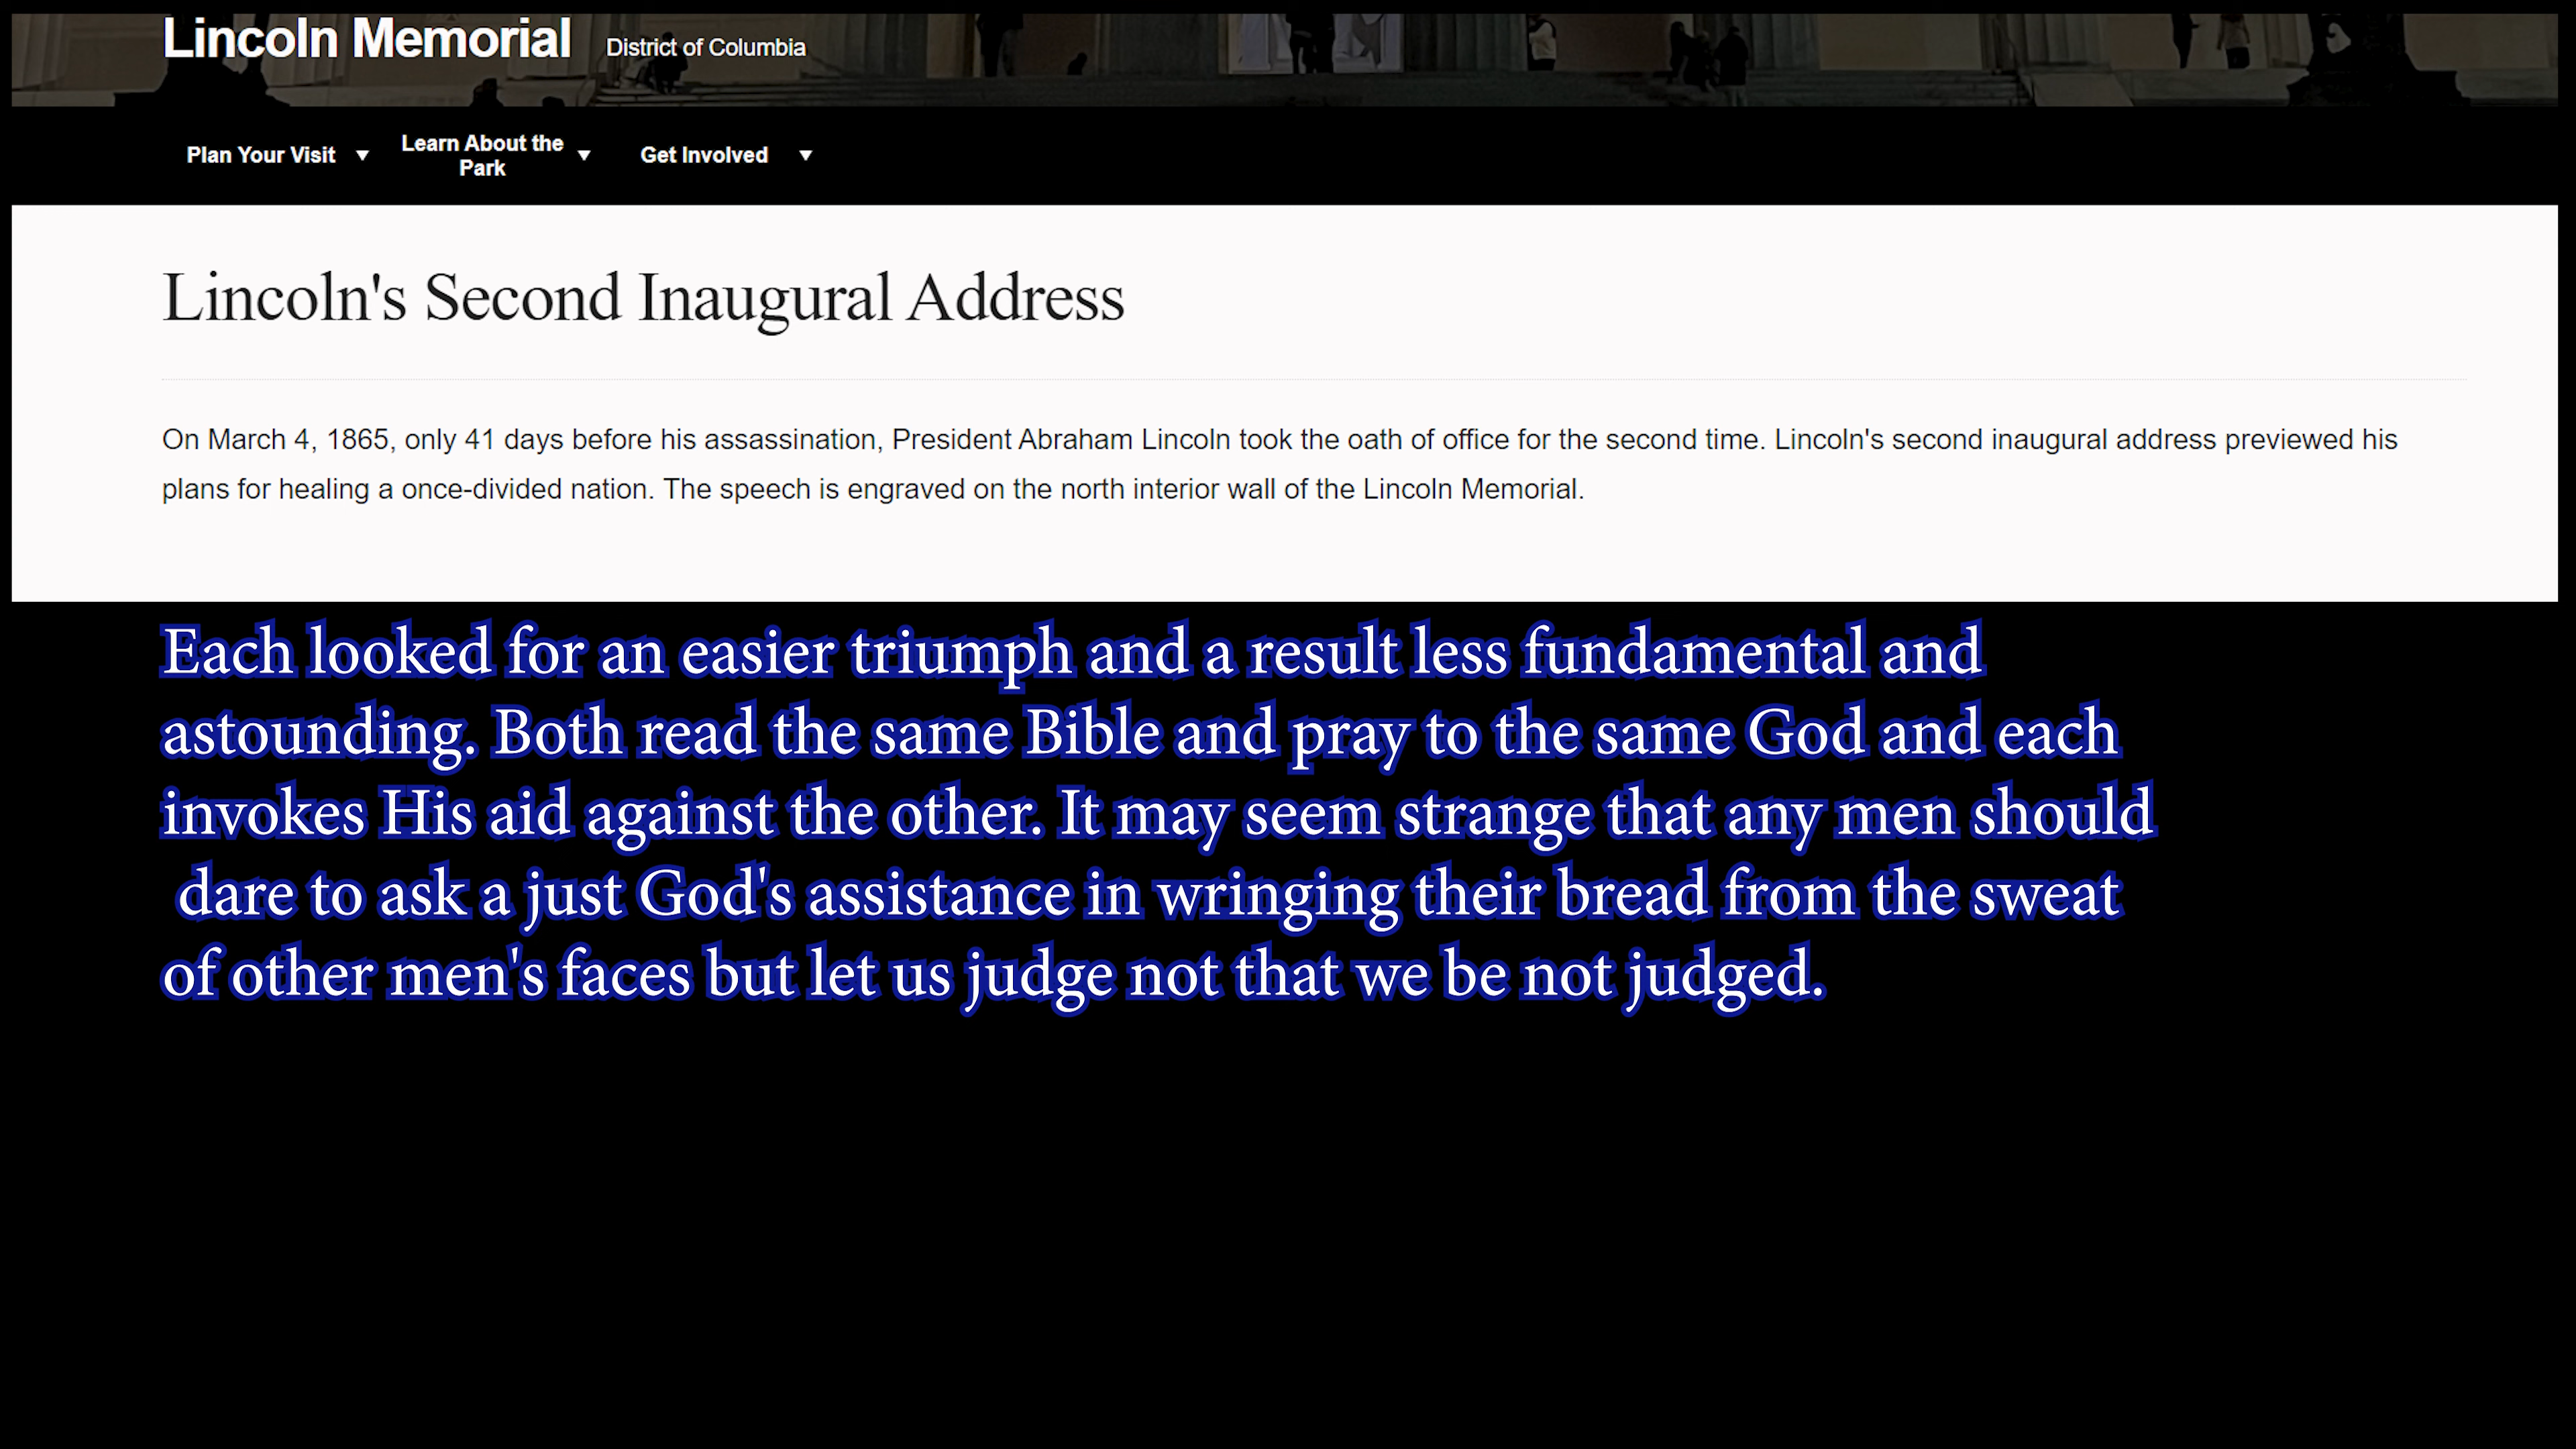 Lincoln Memorial District of Columbia
Plan Your Visit ▼ Learn About the Park ▼ Get Involved ▼
Lincoln's Second Inaugural Address
On March 4, 1865, only 41 days before his assassination, President Abraham Lincoln took the oath of office for the second time. Lincoln's second inaugural address previewed his
plans for healing a once-divided nation. The speech is engraved on the north interior wall of the Lincoln Memorial.
Each looked for an easier triumph and a result less fundamental and
astounding. Both read the same Bible and pray to the same God and each
invokes His aid against the other. It may seem strange that any men should
dare to ask a just God's assistance in wringing their bread from the sweat
of other men's faces but let us judge not that we be not judged.